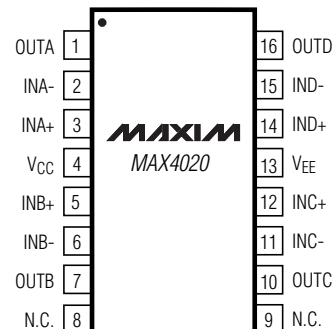 OUTA 1 16 OUTD
INA- 2 15 IND-
INA+ 3 14 IND+
MAXIM
VCC 4 MAX4020 13 VEE
INB+ 5 12 INC+
INB- 6 11 INC-
OUTB 7 10 OUTC
N.C. 8 9 N.C.